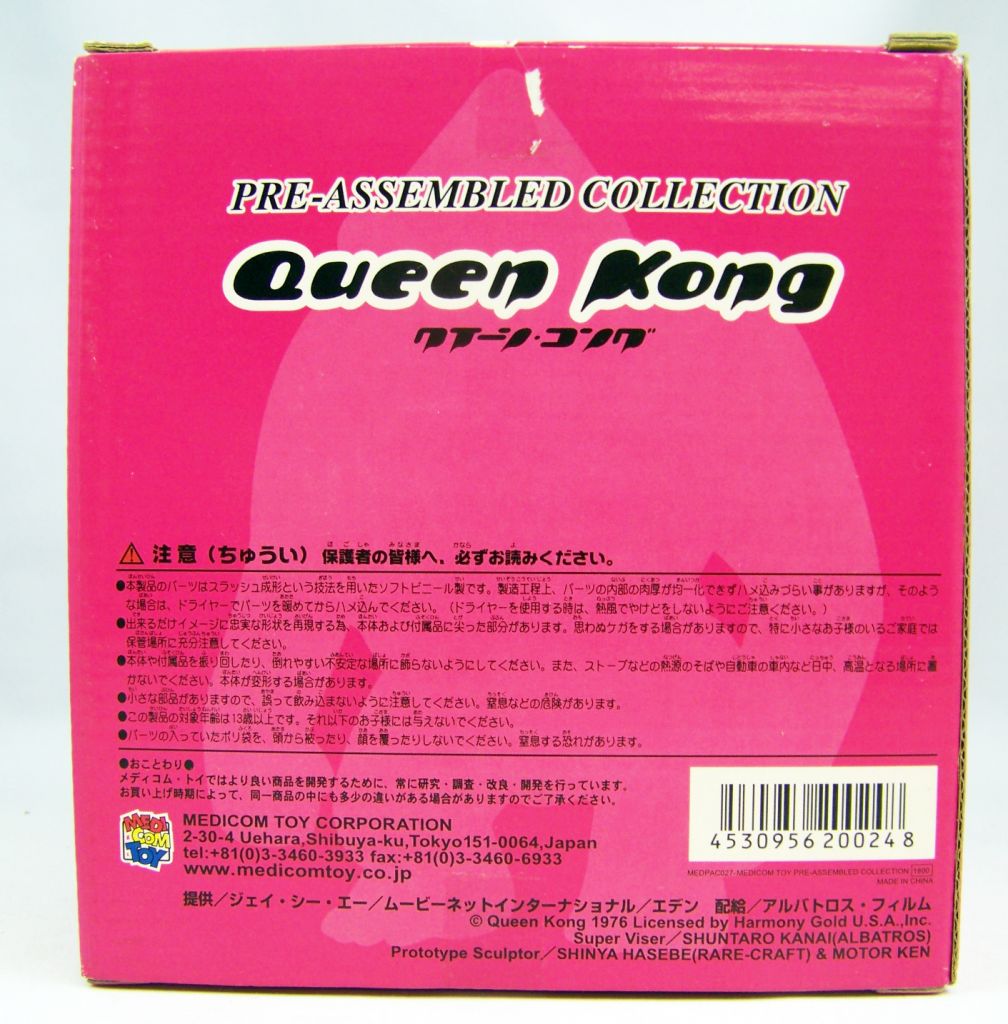 PRE-ASSEMBLED COLLECTION
Queen Kong
クイーン・コング
注意（ちゅうい）保護者の皆様へ、必ずお読みください。
●本製品のパーツはスラッシュ成形という技法を用いたソフトビニール製です。製造工程上、パーツの内部の肉厚が均一化できずハメ込みづらい事がありますが、そのよう
な場合は、ドライヤーでパーツを暖めてからハメ込んでください。（ドライヤーを使用する時は、熱風でやけどをしないようにご注意ください。）
●出来るだけイメージに忠実な形状を再現する為、本体および付属品に尖った部分があります。思わぬケガをする場合がありますので、特に小さなお子様のいるご家庭では
保管場所に充分注意してください。
●本体や付属品を振り回したり、倒れやすい不安定な場所に飾らないようにしてください。また、ストーブなどの熱源のそばや自動車の車内など日中、高温となる場所に置
かないでください。本体が変形する場合があります。
●小さな部品がありますので、誤って飲み込まないように注意してください。窒息などの危険があります。
●この製品の対象年齢は13歳以上です。それ以下のお子様には与えないでください。
●パーツの入っていたポリ袋を、頭から被ったり、顔を覆ったりしないでください。窒息する恐れがあります。
●おことわり●
メディコム・トイではより良い商品を開発するために、常に研究・調査・改良・開発を行っています。
お買い上げ時期によって、同一商品の中にも多少の違いがある場合がありますのでご了承ください。
MEDI COM TOY
MEDICOM TOY CORPORATION
2-30-4 Uehara,Shibuya-ku,Tokyo151-0064,Japan
tel:+81(0)3-3460-3933 fax:+81(0)3-3460-6933
www.medicomtoy.co.jp
4530956200248
MEDPAC027-MEDICOM TOY PRE-ASSEMBLED COLLECTION 1800
MADE IN CHINA
提供／ジェイ・シー・エー／ムービーネットインターナショナル／エデン 配給／アルバトロス・フィルム
© Queen Kong 1976 Licensed by Harmony Gold U.S.A.,Inc.
Super Viser／SHUNTARO KANAI(ALBATROS)
Prototype Sculptor／SHINYA HASEBE(RARE-CRAFT) & MOTOR KEN